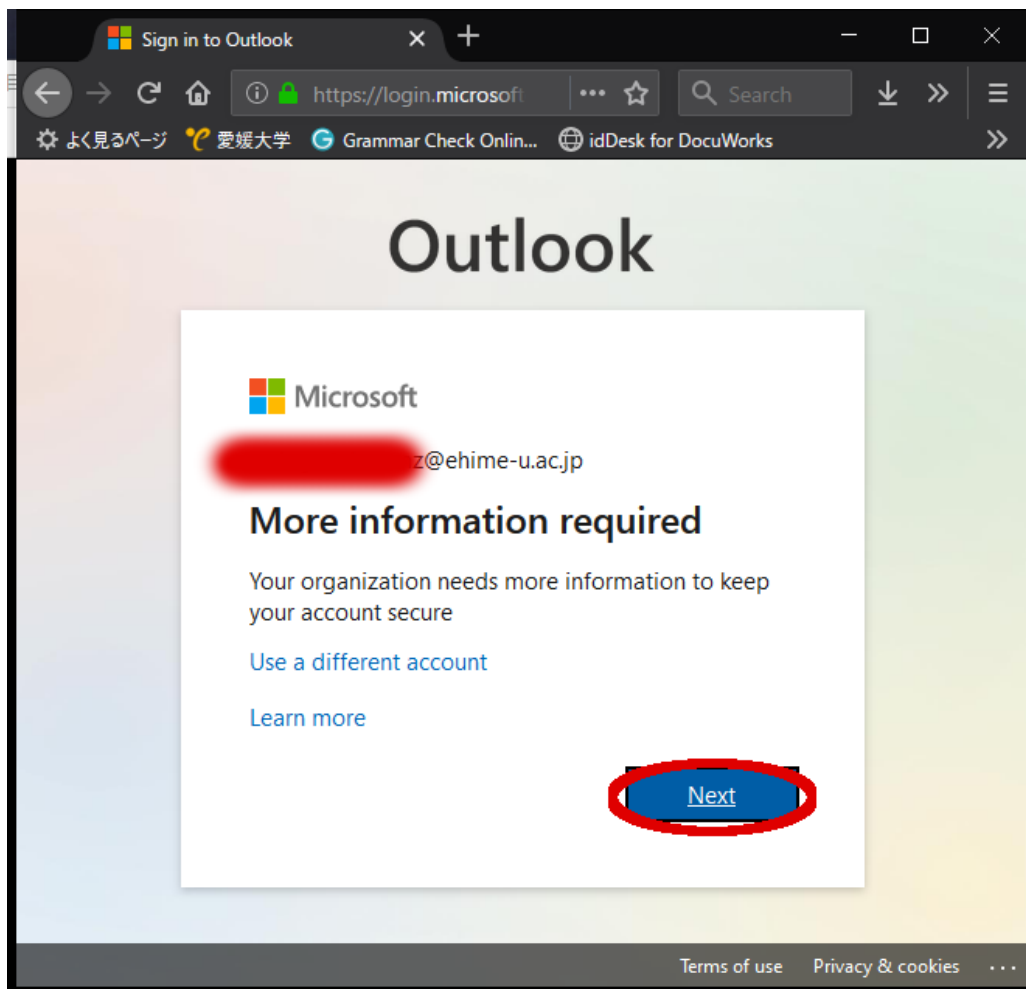 Sign in to Outlook
https://login.microsoft
Search
よく見るページ 愛媛大学 Grammar Check Onlin... idDesk for DocuWorks
Outlook
Microsoft
z@ehime-u.ac.jp
More information required
Your organization needs more information to keep
your account secure
Use a different account
Learn more
Next
Terms of use Privacy & cookies ...